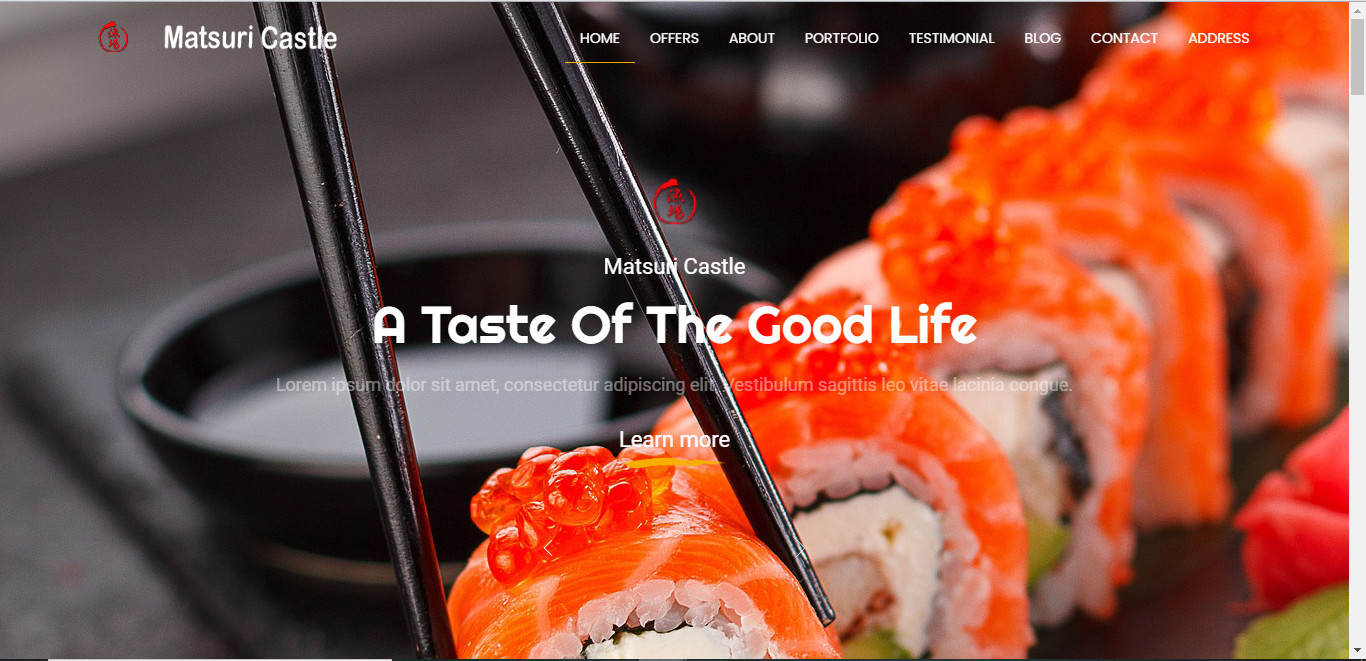 Matsuri Castle
HOME OFFERS ABOUT PORTFOLIO TESTIMONIAL BLOG CONTACT ADDRESS
Matsuri Castle
A Taste Of The Good Life
Lorem ipsum dolor sit amet, consectetur adipiscing elit. Vestibulum sagittis leo vitae lacinia congue.
Learn more